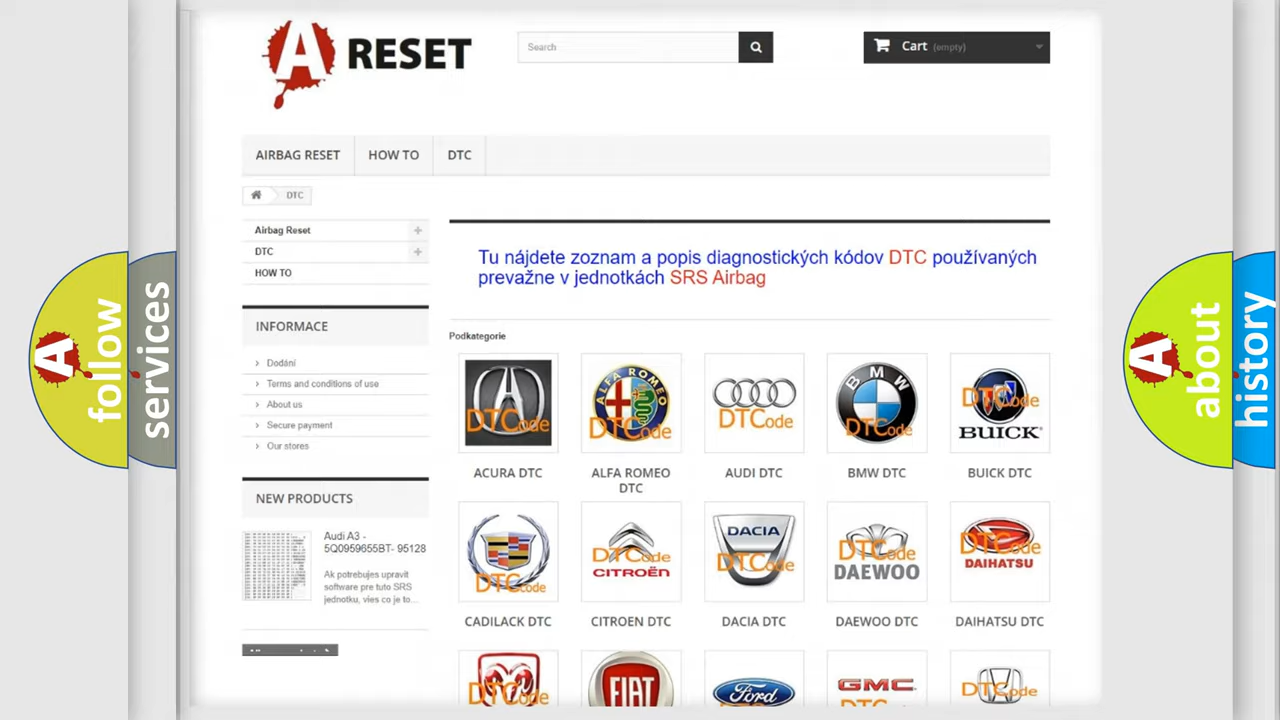 A RESET
Search
Cart (empty)
AIRBAG RESET
HOW TO
DTC
DTC
Airbag Reset
DTC
HOW TO
INFORMACE
Dodání
Terms and conditions of use
About us
Secure payment
Our stores
NEW PRODUCTS
Audi A3 -
5Q0959655BT- 95128
Ak potrebujes upravit
software pre tuto SRS
jednotku, vies co je to...
Tu nájdete zoznam a popis diagnostických kódov DTC používaných
prevažne v jednotkách SRS Airbag
Podkategorie
DTCode
ALFA ROMEO
DTCode
DTCode
BMW
DTCode
DTCode
BUICK
ACURA DTC
ALFA ROMEO
DTC
AUDI DTC
BMW DTC
BUICK DTC
DTCode
DTCode
CITROËN
DACIA
DTCode
DTCode
DAEWOO
DTCode
DAIHATSU
CADILACK DTC
CITROEN DTC
DACIA DTC
DAEWOO DTC
DAIHATSU DTC
DTCode
FIAT
Ford
GMC
DTCode
A follow
services
A about
history